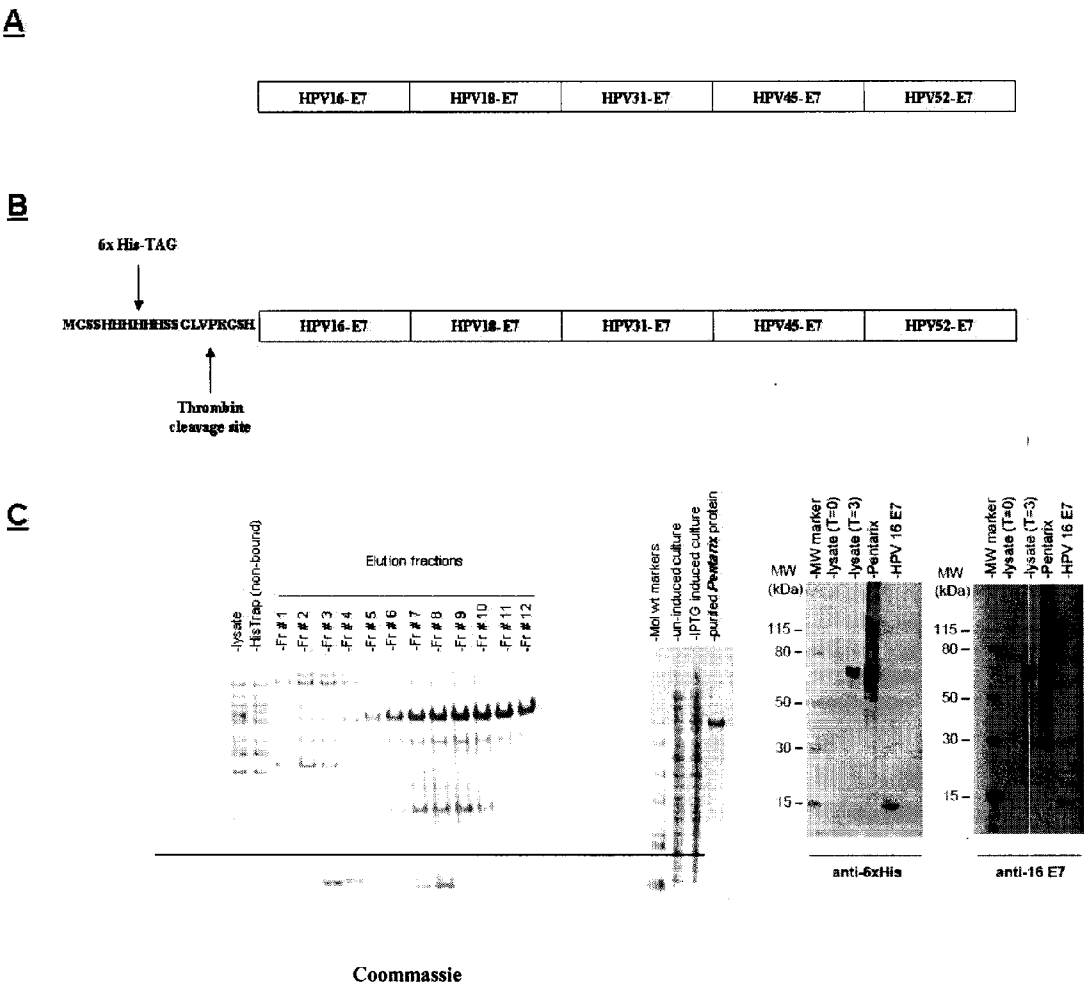 A
HPV16- E7 HPV18- E7 HPV31- E7 HPV45- E7 HPV52- E7
B
6x His-TAG
MGSSHHHHHHSSGLVPRGSH HPV16- E7 HPV18- E7 HPV31- E7 HPV45- E7 HPV52- E7
Thrombin
cleavage site
C
-lysate
-HisTrap (non-bound)
Elution fractions
-Fr # 1
-Fr # 2
-Fr # 3
-Fr # 4
-Fr # 5
-Fr # 6
-Fr # 7
-Fr # 8
-Fr # 9
-Fr # 10
-Fr # 11
-Fr # 12
-Mol wt markers
-un-induced culture
-IPTG induced culture
-purified Pentarix protein
MW
(kDa)
-MW marker
-lysate (T=0)
-lysate (T=3)
-Pentarix
-HPV 16 E7
115 –
80 –
50 –
30 –
15 –
anti-6xHis
MW
(kDa)
-MW marker
-lysate (T=0)
-lysate (T=3)
-Pentarix
-HPV 16 E7
115 –
80 –
50 –
30 –
15 –
anti-16 E7
Coommassie